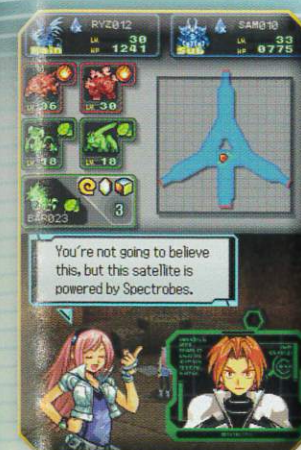 RYZ012
LV 30
HP 1241
Main
SAM010
LV 33
HP 0775
Sub
LV. 36
LV. 30
LV. 18
LV. 18
3
BAR023
You're not going to believe
this, but this satellite is
powered by Spectrobes.